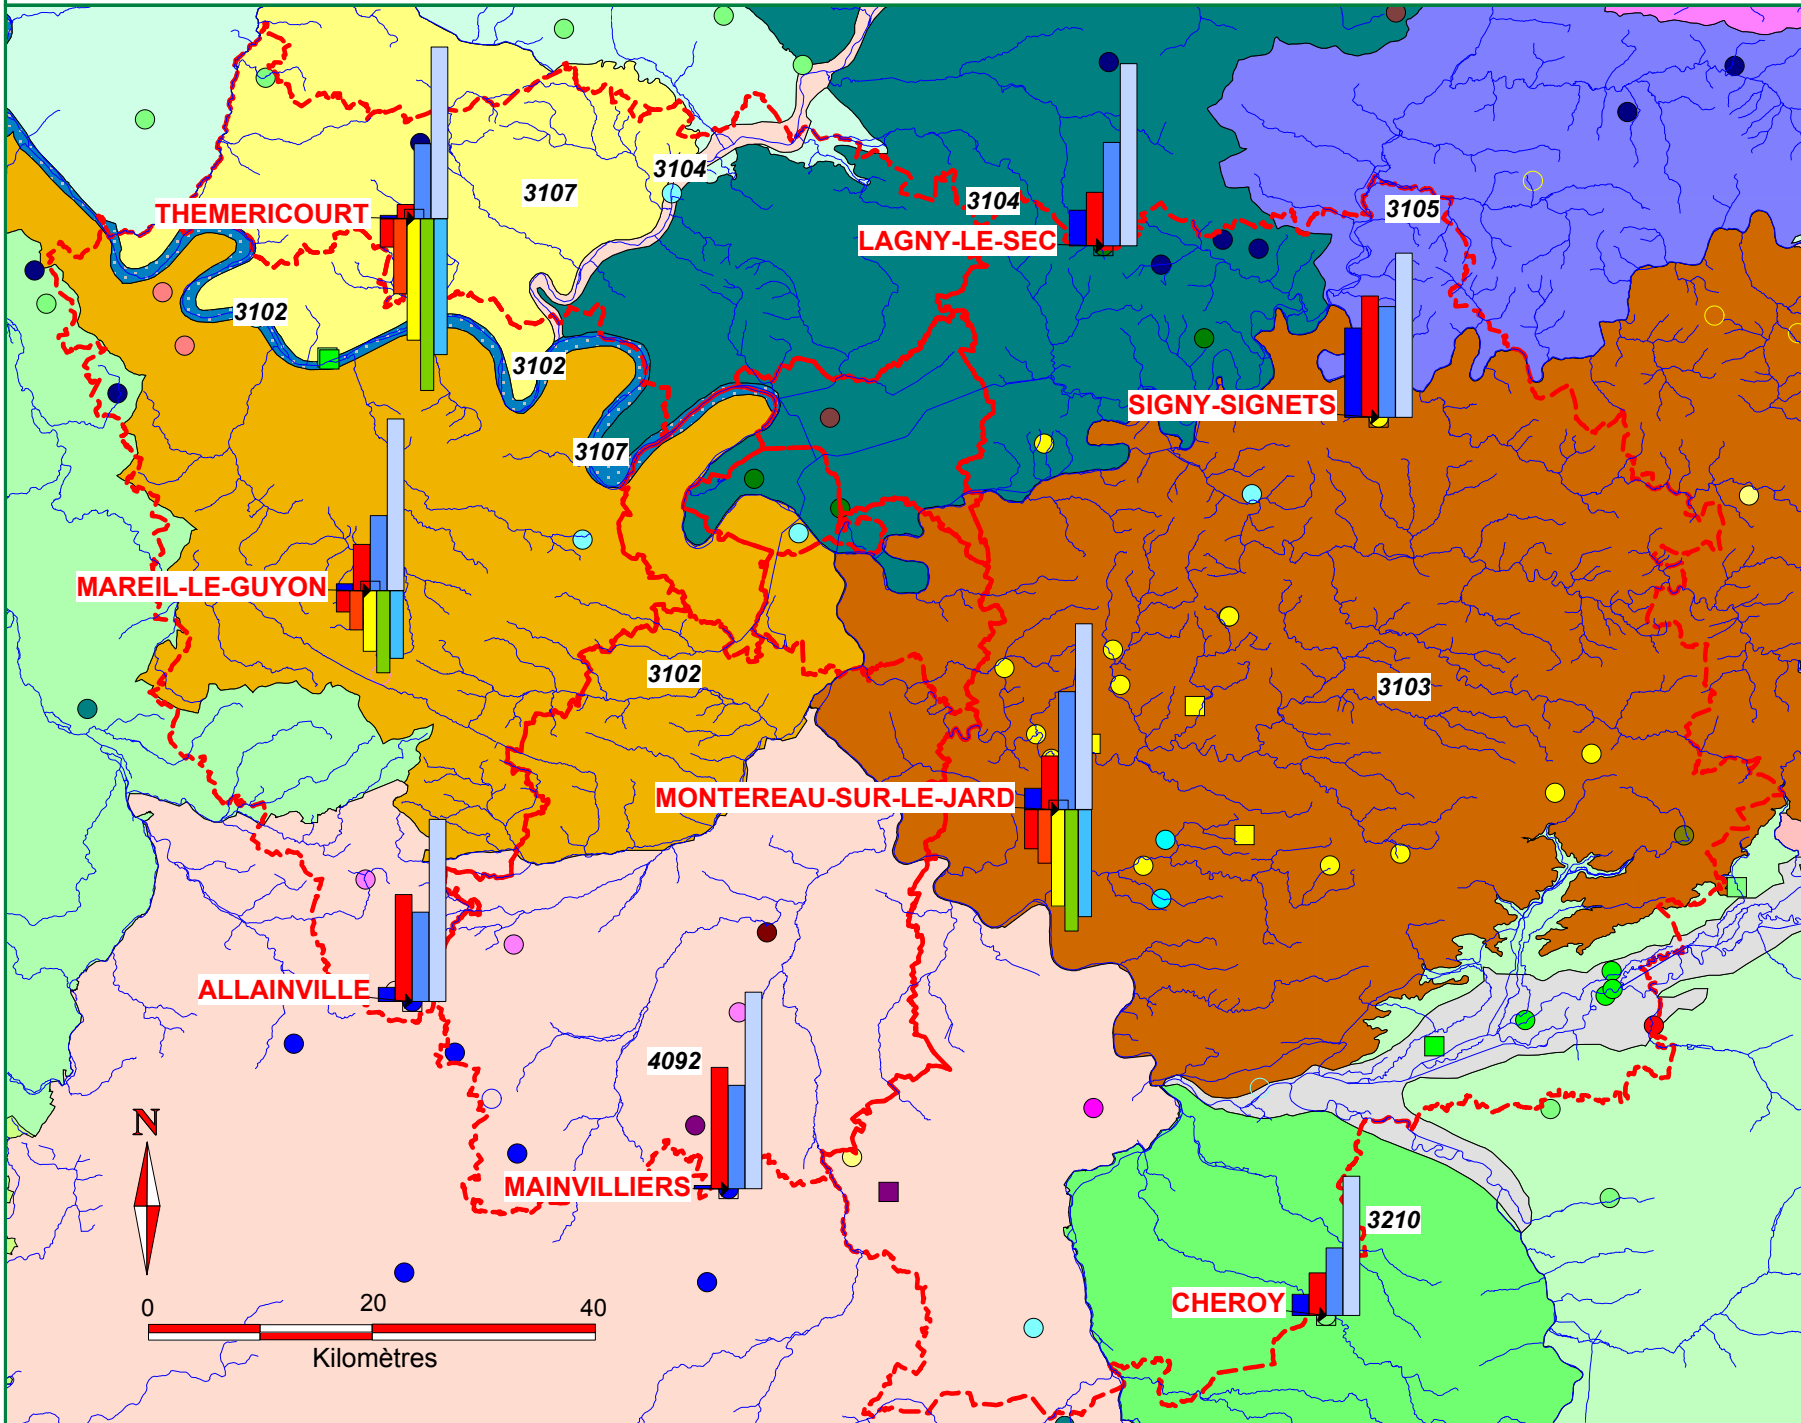 3104
3107
3104
THEMERICOURT
3105
LAGNY-LE-SEC
3102
3102
SIGNY-SIGNETS
3107
MAREIL-LE-GUYON
3102
3103
MONTEREAU-SUR-LE-JARD
ALLAINVILLE
4092
N
MAINVILLIERS
3210
0 20 40
CHEROY
Kilomètres